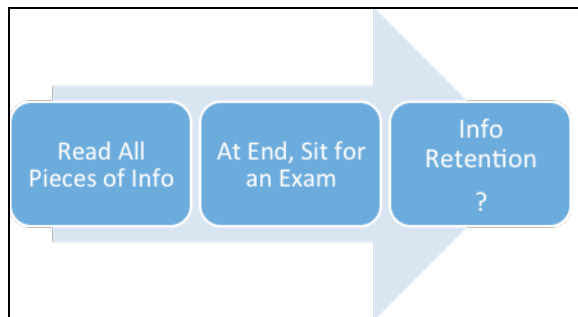 Read All
Pieces of Info
At End, Sit for
an Exam
Info
Retention
?